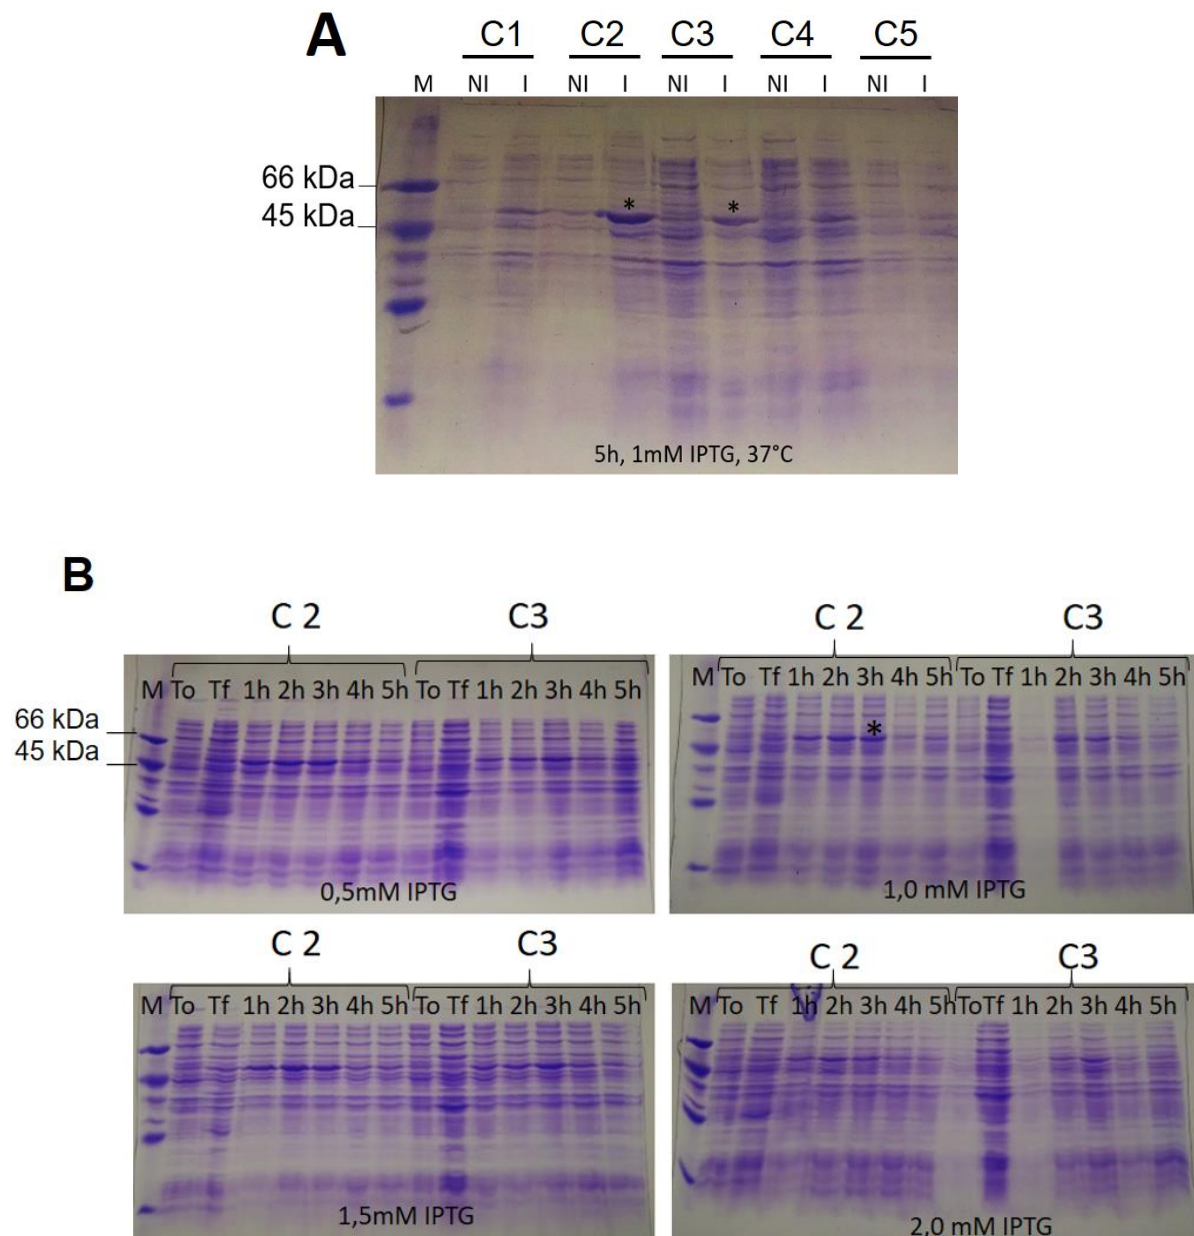 A
C1 C2 C3 C4 C5
M NI I NI I NI I NI I NI I
66 kDa
45 kDa
* *
5h, 1mM IPTG, 37°C
B
C 2 C3
M To Tf 1h 2h 3h 4h 5h To Tf 1h 2h 3h 4h 5h
66 kDa
45 kDa
0,5mM IPTG
C 2 C3
M To Tf 1h 2h 3h 4h 5h To Tf 1h 2h 3h 4h 5h
*
1,0 mM IPTG
C 2 C3
M To Tf 1h 2h 3h 4h 5h To Tf 1h 2h 3h 4h 5h
1,5mM IPTG
C 2 C3
M To Tf 1h 2h 3h 4h 5h To Tf 1h 2h 3h 4h 5h
2,0 mM IPTG